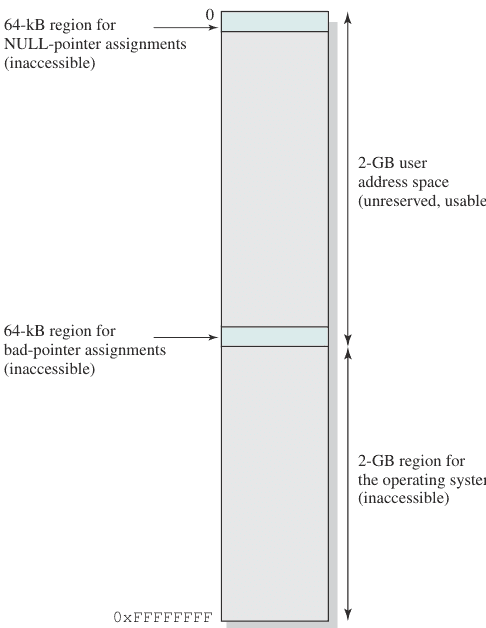 0
64-kB region for
NULL-pointer assignments
(inaccessible)
2-GB user
address space
(unreserved, usable
64-kB region for
bad-pointer assignments
(inaccessible)
2-GB region for
the operating
(inaccessible)
0xFFFFFFFF